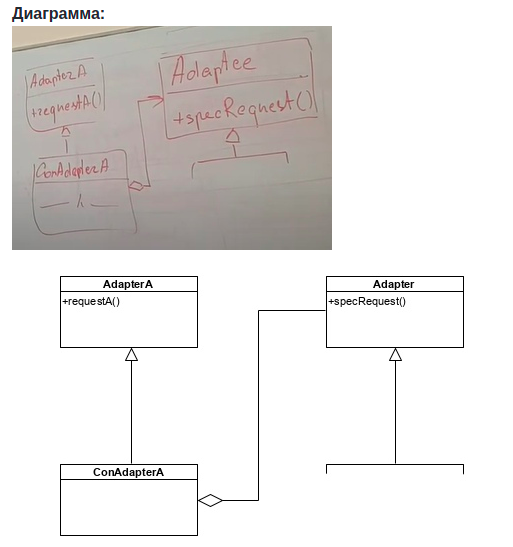 Диаграмма:
AdapterA
+requestA()
Adaptee
+specRequest()
ConAdapterA
— h —
AdapterA
+requestA()
Adapter
+specRequest()
ConAdapterA